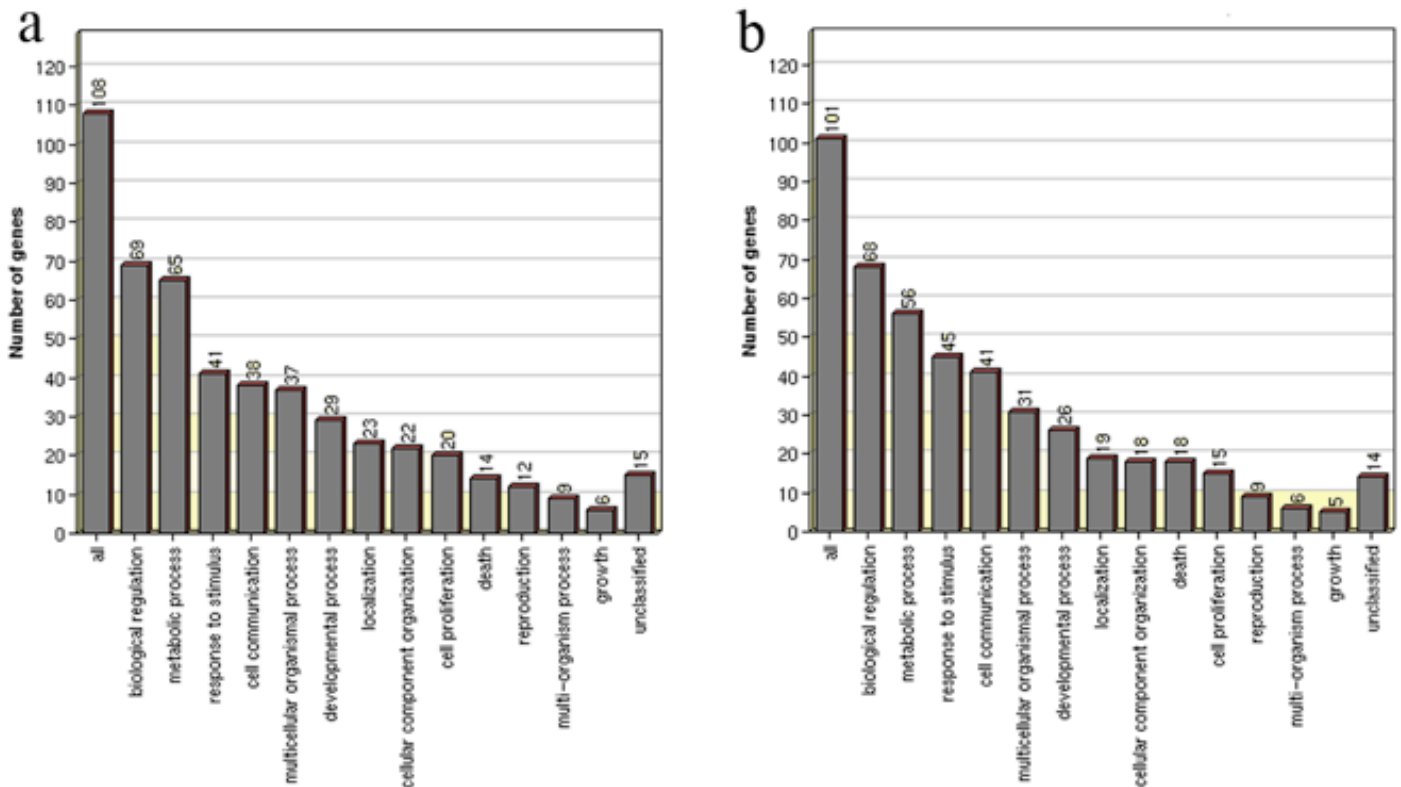 a
Number of genes
120
110
100
90
80
70
60
50
40
30
20
10
0
108
69
65
41
38
37
29
23
22
20
14
12
9
6
15
all
biological regulation
metabolic process
response to stimulus
cell communication
multicellular organismal process
developmental process
localization
cellular component organization
cell proliferation
death
reproduction
multi-organism process
growth
unclassified
b
Number of genes
120
110
100
90
80
70
60
50
40
30
20
10
0
101
68
56
45
41
31
26
19
18
18
15
9
6
5
14
all
biological regulation
metabolic process
response to stimulus
cell communication
multicellular organismal process
developmental process
localization
cellular component organization
death
cell proliferation
reproduction
multi-organism process
growth
unclassified